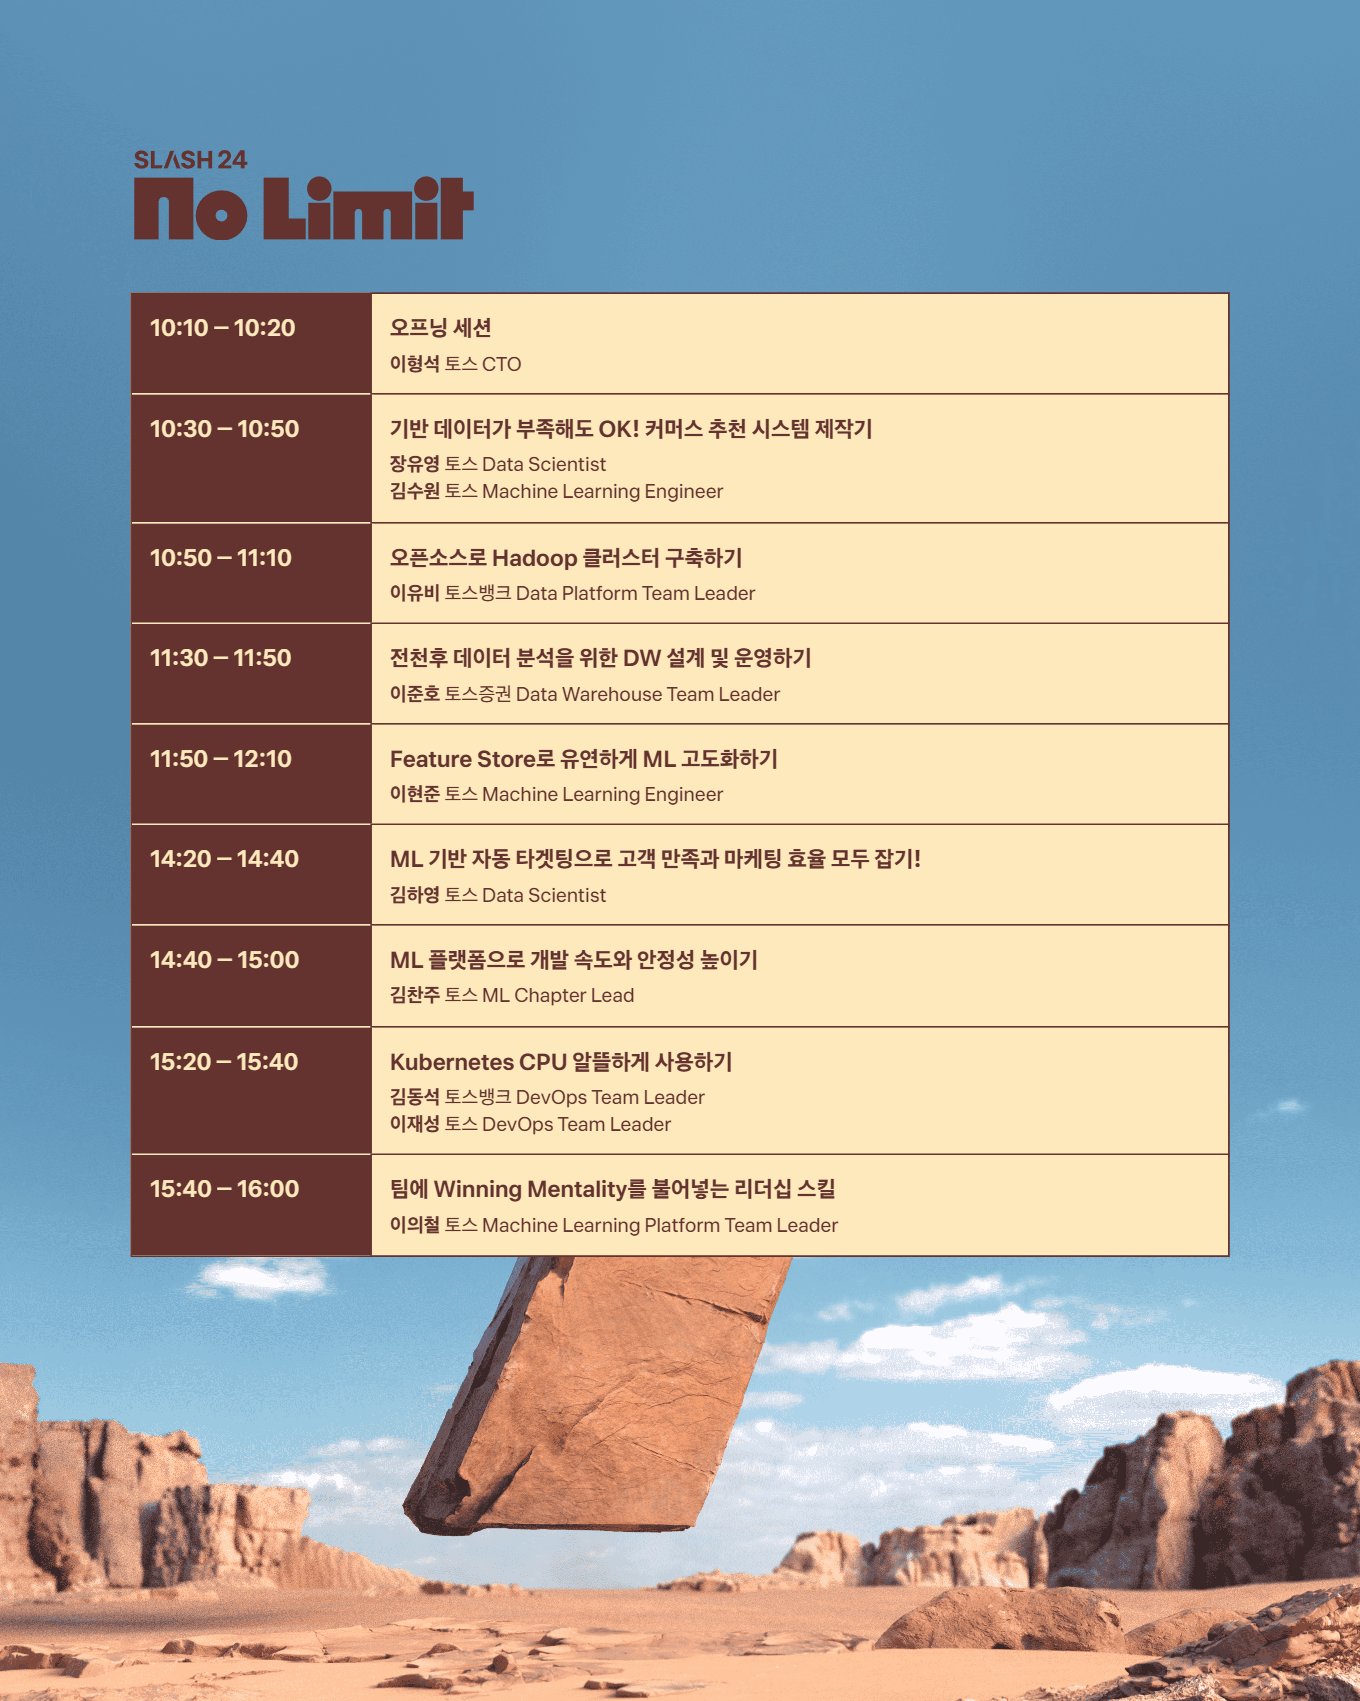 SLASH 24
No Limit
10:10 – 10:20
오프닝 세션
이형석 토스 CTO
10:30 – 10:50
기반 데이터가 부족해도 OK! 커머스 추천 시스템 제작기
장유영 토스 Data Scientist
김수원 토스 Machine Learning Engineer
10:50 – 11:10
오픈소스로 Hadoop 클러스터 구축하기
이유비 토스뱅크 Data Platform Team Leader
11:30 – 11:50
전천후 데이터 분석을 위한 DW 설계 및 운영하기
이준호 토스증권 Data Warehouse Team Leader
11:50 – 12:10
Feature Store로 유연하게 ML 고도화하기
이현준 토스 Machine Learning Engineer
14:20 – 14:40
ML 기반 자동 타겟팅으로 고객 만족과 마케팅 효율 모두 잡기!
김하영 토스 Data Scientist
14:40 – 15:00
ML 플랫폼으로 개발 속도와 안정성 높이기
김찬주 토스 ML Chapter Lead
15:20 – 15:40
Kubernetes CPU 알뜰하게 사용하기
김동석 토스뱅크 DevOps Team Leader
이재성 토스 DevOps Team Leader
15:40 – 16:00
팀에 Winning Mentality를 불어넣는 리더십 스킬
이의철 토스 Machine Learning Platform Team Leader